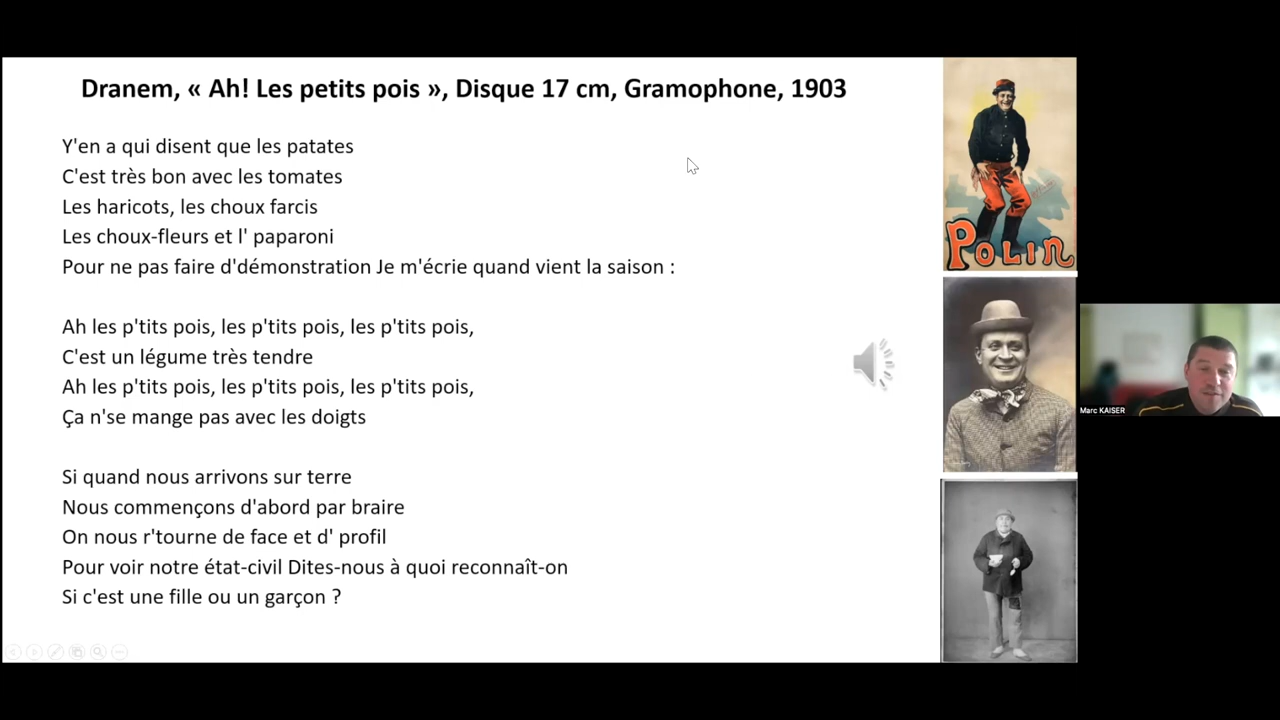 Dranem, « Ah! Les petits pois », Disque 17 cm, Gramophone, 1903
Y'en a qui disent que les patates
C'est très bon avec les tomates
Les haricots, les choux farcis
Les choux-fleurs et l' paparoni
Pour ne pas faire d'démonstration Je m'écrie quand vient la saison :
Ah les p'tits pois, les p'tits pois, les p'tits pois,
C'est un légume très tendre
Ah les p'tits pois, les p'tits pois, les p'tits pois,
Ça n'se mange pas avec les doigts
Si quand nous arrivons sur terre
Nous commençons d'abord par braire
On nous r'tourne de face et d' profil
Pour voir notre état-civil Dites-nous à quoi reconnaît-on
Si c'est une fille ou un garçon ?
POLIN
Marc KAISER